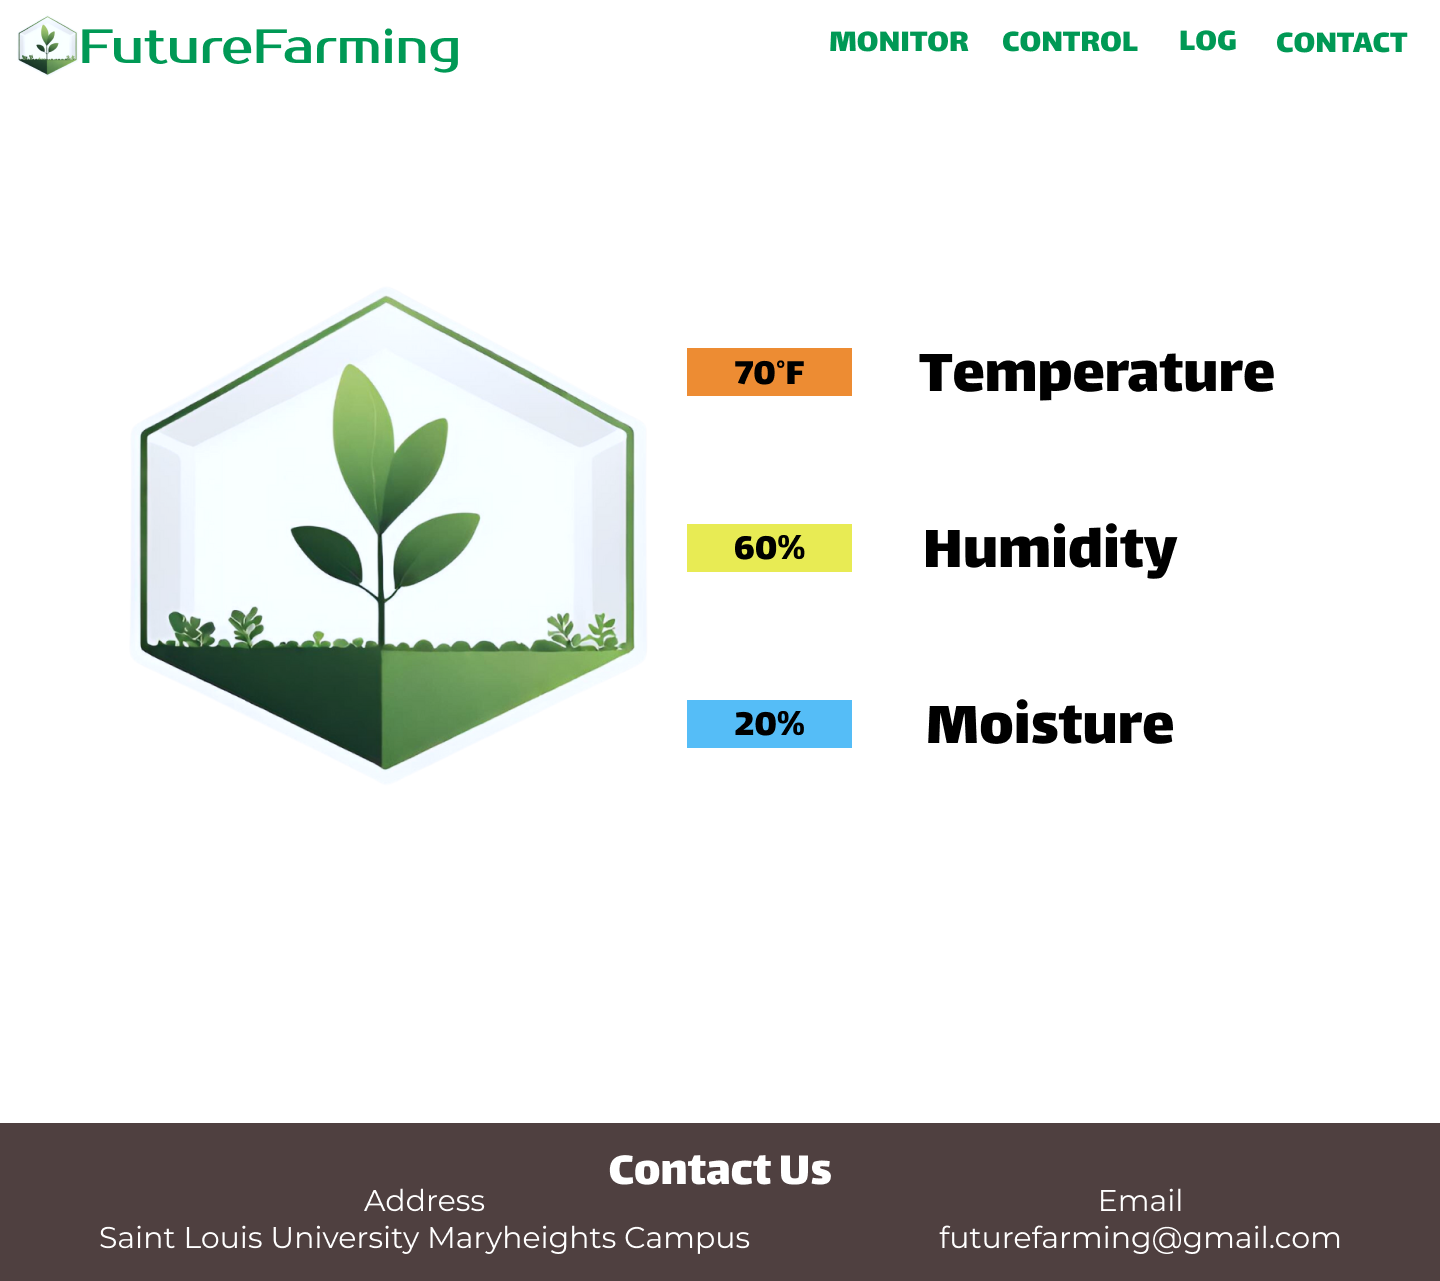 FutureFarming
MONITOR CONTROL LOG CONTACT
70°F Temperature
60% Humidity
20% Moisture
Contact Us
Address
Saint Louis University Maryheights Campus
Email
futurefarming@gmail.com